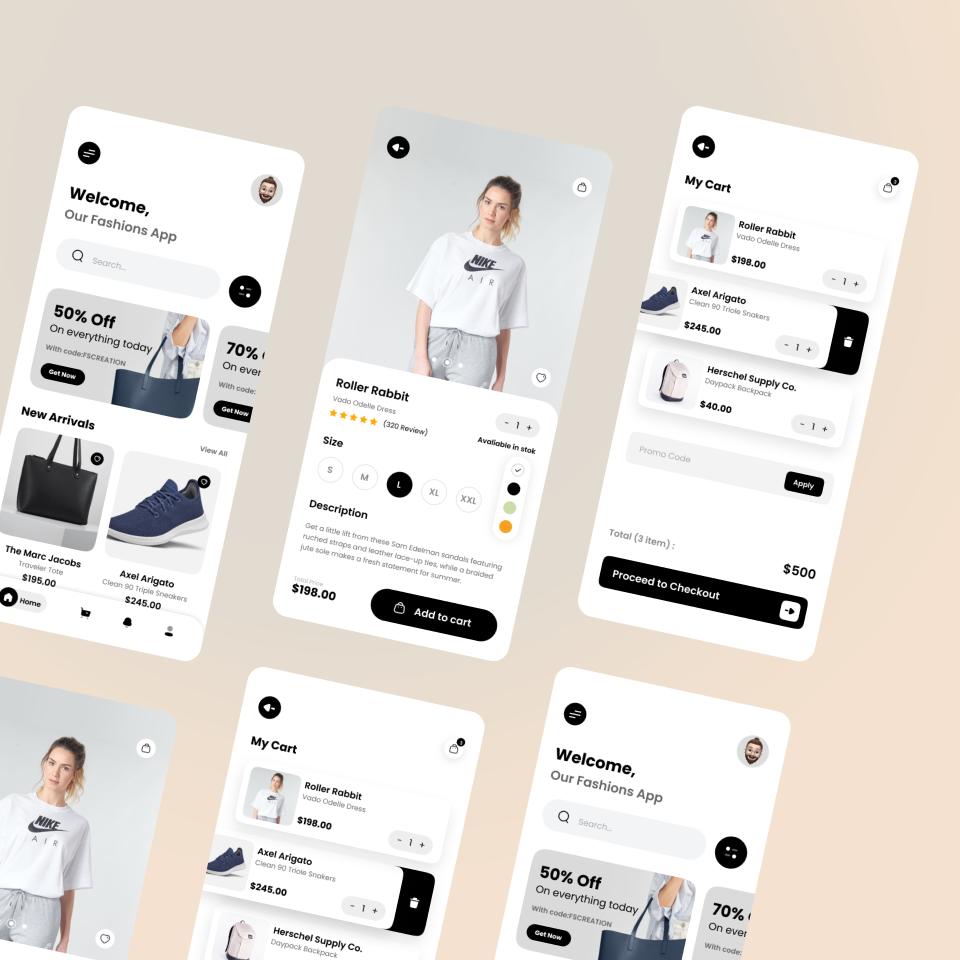 Welcome,
Our Fashions App
Search...
50% Off
On everything today
With code:FSCREATION
Get Now
70%
On ever
With code:
Get Now
New Arrivals
View All
The Marc Jacobs
Traveler Tote
$195.00
Axel Arigato
Clean 90 Triple Sneakers
$245.00
Home
NIKE
AIR
Roller Rabbit
Vado Odelle Dress
(320 Review)
- 1 +
Avaliable in stok
Size
S
M
L
XL
XXL
Description
Get a little lift from these Sam Edelman sandals featuring
ruched straps and leather lace-up ties, while a braided
jute sole makes a fresh statement for summer.
Total Price
$198.00
Add to cart
My Cart
3
Roller Rabbit
Vado Odelle Dress
$198.00
- 1 +
Axel Arigato
Clean 90 Triole Snakers
$245.00
- 1 +
Herschel Supply Co.
Daypack Backpack
$40.00
- 1 +
Promo Code
Apply
Total (3 item) :
$500
Proceed to Checkout
NIKE
AIR
My Cart
3
Roller Rabbit
Vado Odelle Dress
$198.00
- 1 +
Axel Arigato
Clean 90 Triole Snakers
$245.00
- 1 +
Herschel Supply Co.
Daypack Backpack
Welcome,
Our Fashions App
Search...
50% Off
On everything today
With code:FSCREATION
Get Now
70%
On ever
With code: